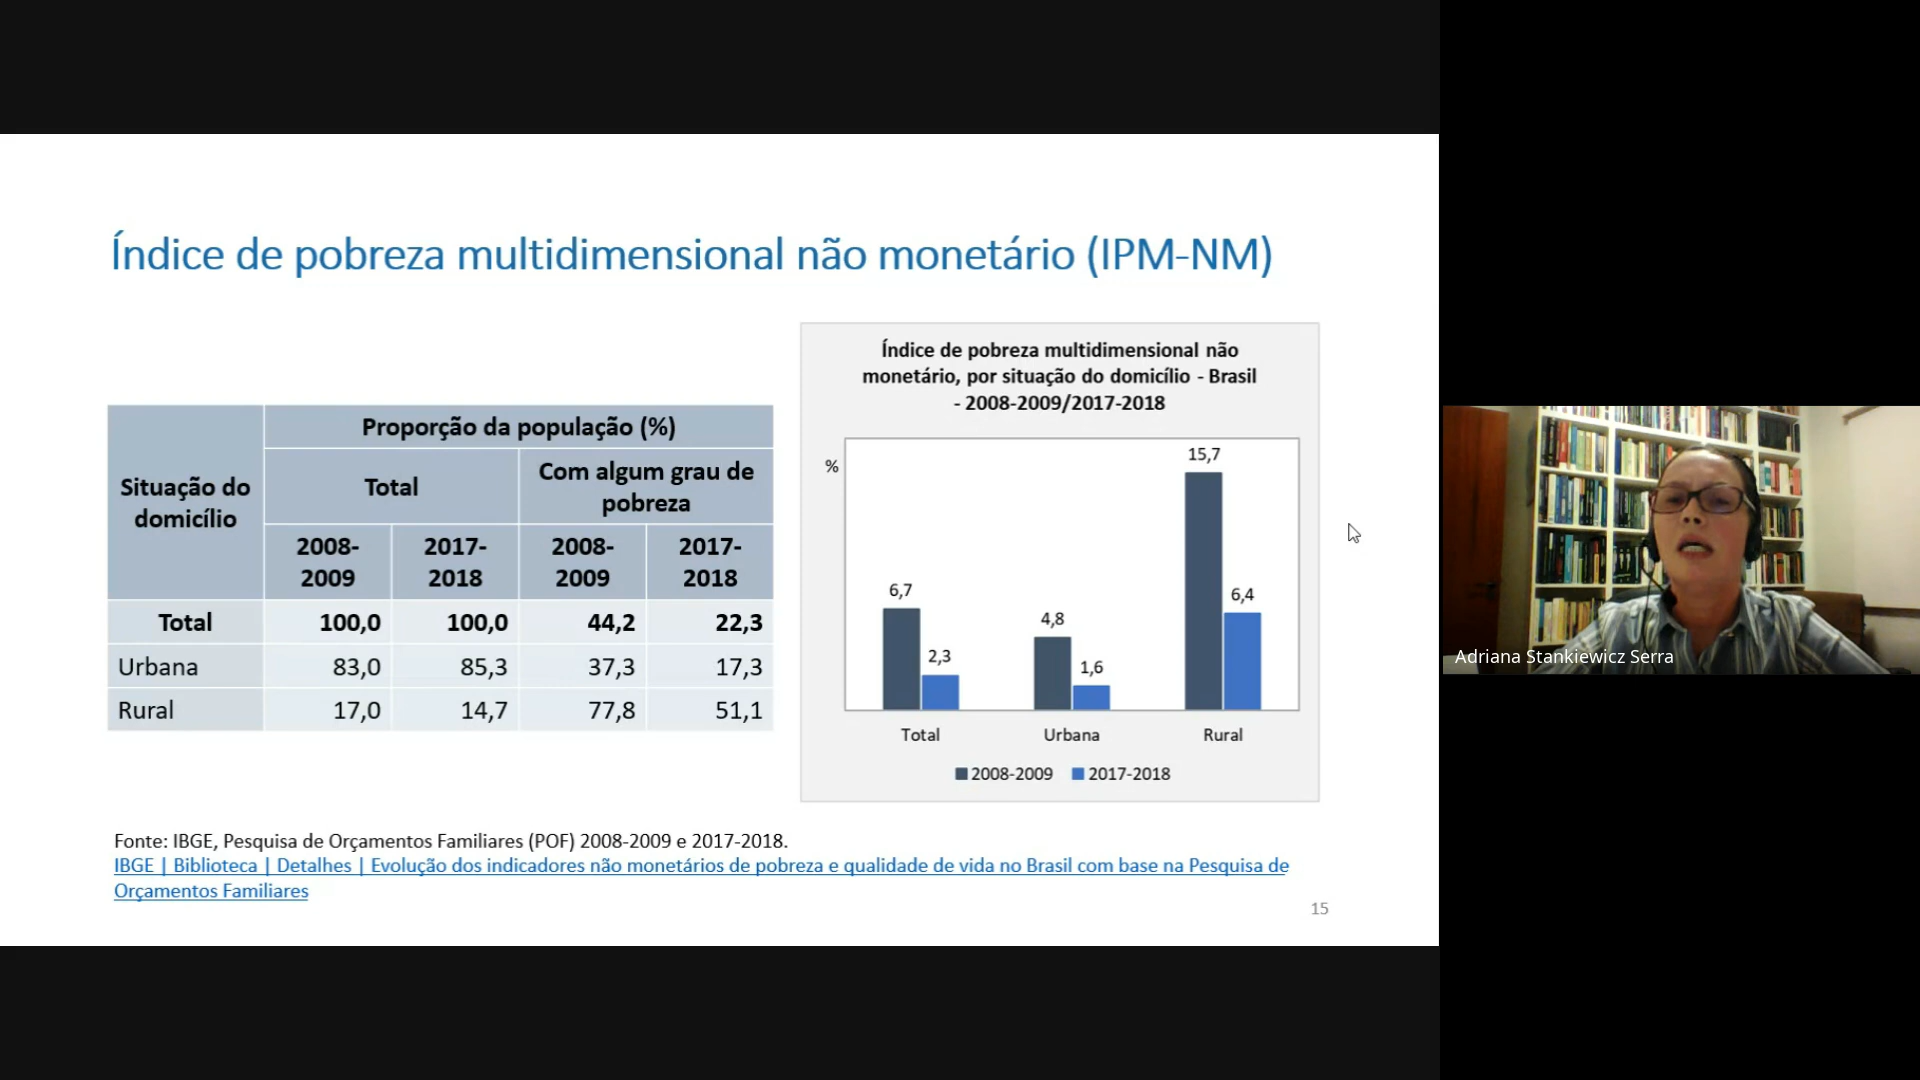 Índice de pobreza multidimensional não monetário (IPM-NM)
Situação do
domicílio
Proporção da população (%)
Total
Com algum grau de
pobreza
2008-
2009
2017-
2018
2008-
2009
2017-
2018
Total 100,0 100,0 44,2 22,3
Urbana 83,0 85,3 37,3 17,3
Rural 17,0 14,7 77,8 51,1
Índice de pobreza multidimensional não
monetário, por situação do domicílio - Brasil
- 2008-2009/2017-2018
%
6,7
2,3
4,8
1,6
15,7
6,4
Total Urbana Rural
2008-2009 2017-2018
Fonte: IBGE, Pesquisa de Orçamentos Familiares (POF) 2008-2009 e 2017-2018.
IBGE | Biblioteca | Detalhes | Evolução dos indicadores não monetários de pobreza e qualidade de vida no Brasil com base na Pesquisa de
Orçamentos Familiares
15
Adriana Stankiewicz Serra